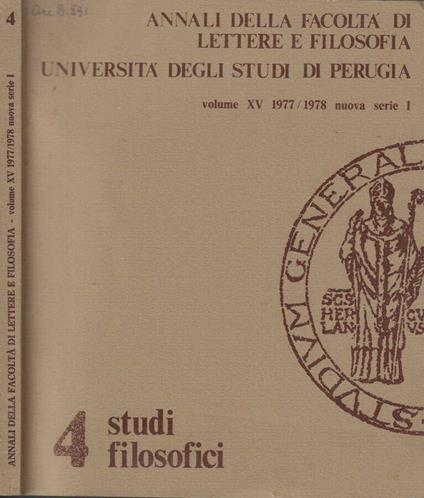 4
ANNALI DELLA FACOLTÀ DI LETTERE E FILOSOFIA - volume XV 1977/1978 nuova serie I
ANNALI DELLA FACOLTÀ DI
LETTERE E FILOSOFIA
UNIVERSITÀ DEGLI STUDI DI PERUGIA
volume XV 1977/1978 nuova serie I
STUDIUM GENERAL
SCS
HER
LAN
CV
VS
4 studi
filosofici